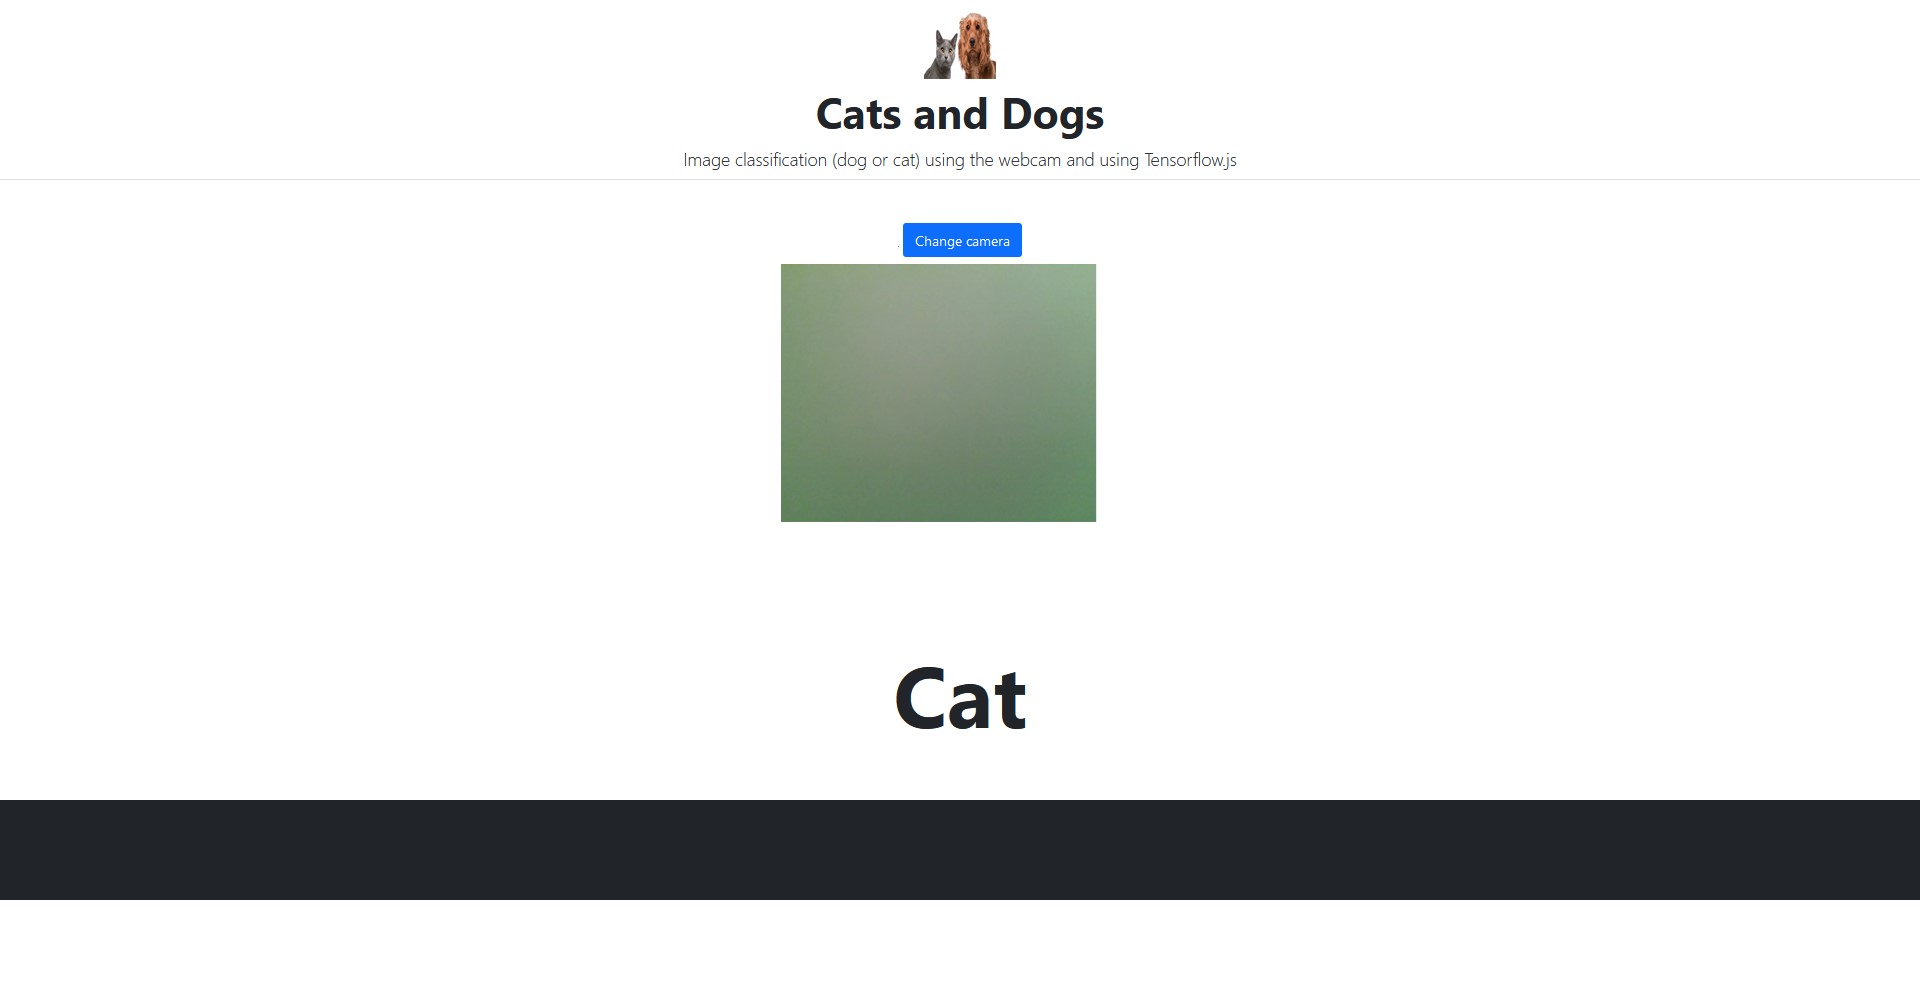 Cats and Dogs
Image classification (dog or cat) using the webcam and using Tensorflow.js
. Change camera
Cat